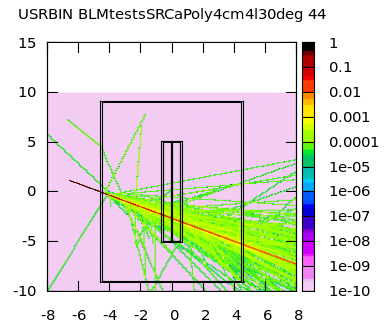 USRBIN BLMtestsSRCaPoly4cm4l30deg 44
15
10
5
0
-5
-10
-8 -6 -4 -2 0 2 4 6 8
1
0.1
0.01
0.001
0.0001
1e-05
1e-06
1e-07
1e-08
1e-09
1e-10